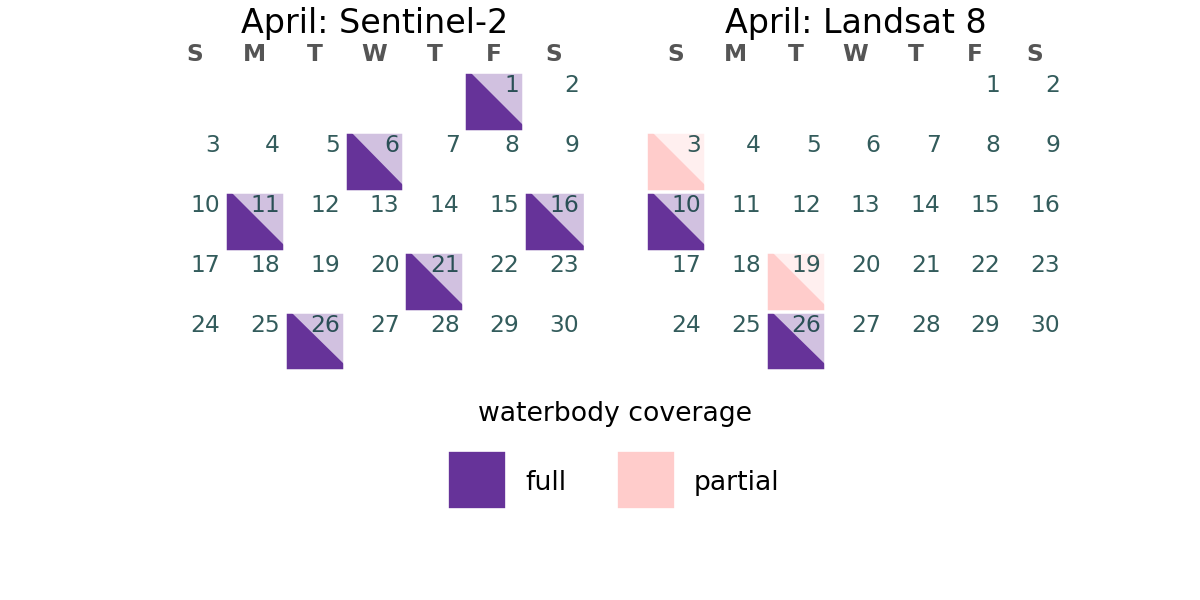 April: Sentinel-2
S M T W T F S
1 2
3 4 5 6 7 8 9
10 11 12 13 14 15 16
17 18 19 20 21 22 23
24 25 26 27 28 29 30
April: Landsat 8
S M T W T F S
1 2
3 4 5 6 7 8 9
10 11 12 13 14 15 16
17 18 19 20 21 22 23
24 25 26 27 28 29 30
waterbody coverage
full partial